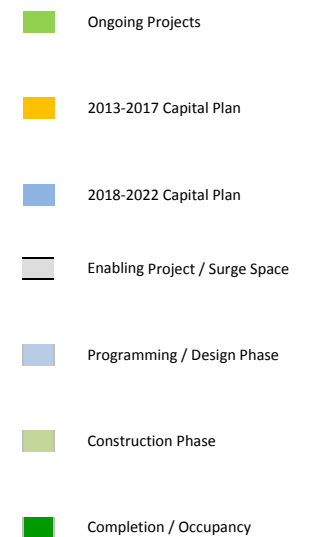 Ongoing Projects
2013-2017 Capital Plan
2018-2022 Capital Plan
Enabling Project / Surge Space
Programming / Design Phase
Construction Phase
Completion / Occupancy